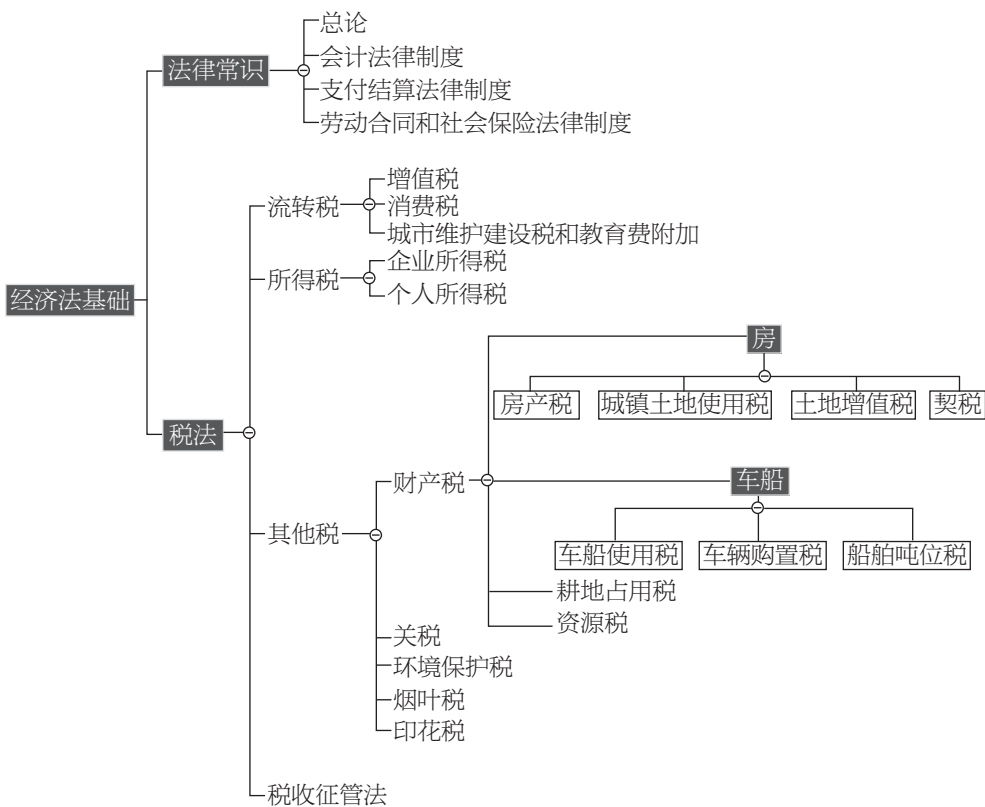 总论
法律常识
会计法律制度
支付结算法律制度
劳动合同和社会保险法律制度
增值税
流转税
消费税
城市维护建设税和教育费附加
企业所得税
所得税
个人所得税
经济法基础
房
房产税
城镇土地使用税
土地增值税
契税
税法
财产税
车船
其他税
车船使用税
车辆购置税
船舶吨位税
耕地占用税
资源税
关税
环境保护税
烟叶税
印花税
税收征管法